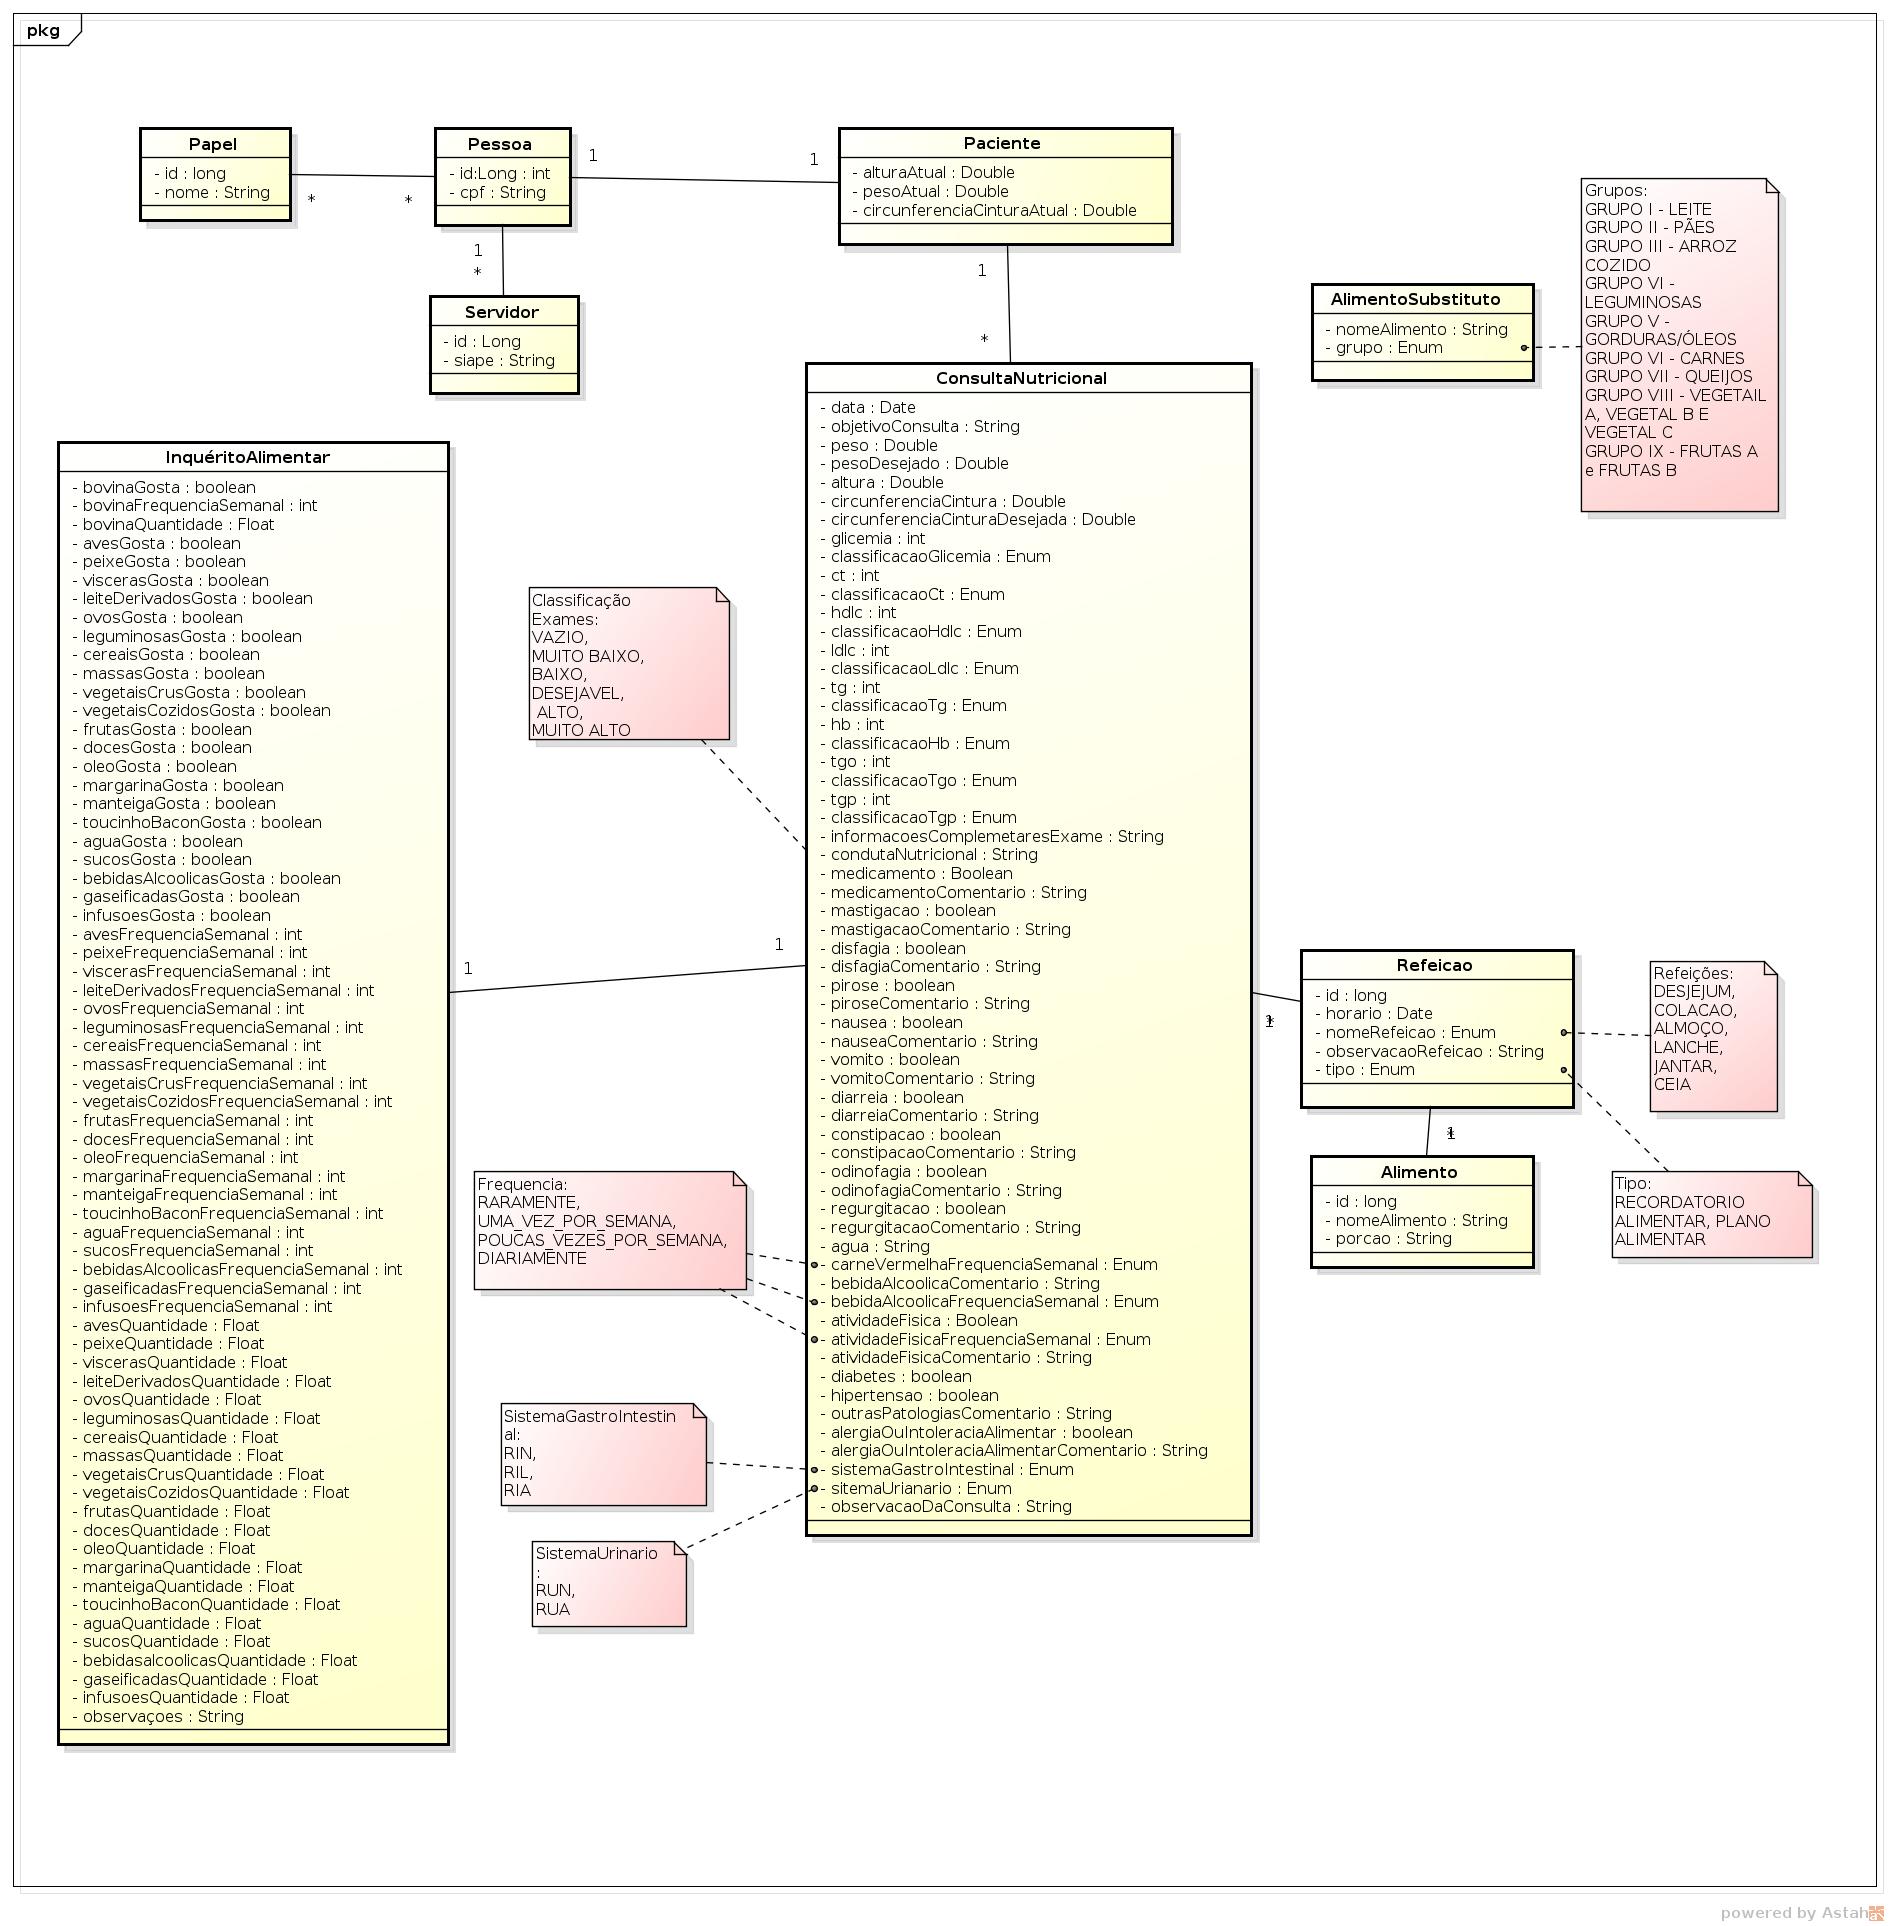 pkg
Papel
- id : long
- nome : String
*
*
Pessoa
- id:Long : int
- cpf : String
1
1
1
*
Servidor
- id : Long
- siape : String
Paciente
- alturaAtual : Double
- pesoAtual : Double
- circunferenciaCinturaAtual : Double
1
*
AlimentoSubstituto
- nomeAlimento : String
- grupo : Enum
Grupos:
GRUPO I - LEITE
GRUPO II - PÃES
GRUPO III - ARROZ
COZIDO
GRUPO VI -
LEGUMINOSAS
GRUPO V -
GORDURAS/ÓLEOS
GRUPO VI - CARNES
GRUPO VII - QUEIJOS
GRUPO VIII - VEGETAIL
A, VEGETAL B E
VEGETAL C
GRUPO IX - FRUTAS A
e FRUTAS B
InquéritoAlimentar
- bovinaGosta : boolean
- bovinaFrequenciaSemanal : int
- bovinaQuantidade : Float
- avesGosta : boolean
- peixeGosta : boolean
- viscerasGosta : boolean
- leiteDerivadosGosta : boolean
- ovosGosta : boolean
- leguminosasGosta : boolean
- cereaisGosta : boolean
- massasGosta : boolean
- vegetaisCrusGosta : boolean
- vegetaisCozidosGosta : boolean
- frutasGosta : boolean
- docesGosta : boolean
- oleoGosta : boolean
- margarinaGosta : boolean
- manteigaGosta : boolean
- toucinhoBaconGosta : boolean
- aguaGosta : boolean
- sucosGosta : boolean
- bebidasAlcoolicasGosta : boolean
- gaseificadasGosta : boolean
- infusoesGosta : boolean
- avesFrequenciaSemanal : int
- peixeFrequenciaSemanal : int
- viscerasFrequenciaSemanal : int
- leiteDerivadosFrequenciaSemanal : int
- ovosFrequenciaSemanal : int
- leguminosasFrequenciaSemanal : int
- cereaisFrequenciaSemanal : int
- massasFrequenciaSemanal : int
- vegetaisCrusFrequenciaSemanal : int
- vegetaisCozidosFrequenciaSemanal : int
- frutasFrequenciaSemanal : int
- docesFrequenciaSemanal : int
- oleoFrequenciaSemanal : int
- margarinaFrequenciaSemanal : int
- manteigaFrequenciaSemanal : int
- toucinhoBaconFrequenciaSemanal : int
- aguaFrequenciaSemanal : int
- sucosFrequenciaSemanal : int
- bebidasAlcoolicasFrequenciaSemanal : int
- gaseificadasFrequenciaSemanal : int
- infusoesFrequenciaSemanal : int
- avesQuantidade : Float
- peixeQuantidade : Float
- viscerasQuantidade : Float
- leiteDerivadosQuantidade : Float
- ovosQuantidade : Float
- leguminosasQuantidade : Float
- cereaisQuantidade : Float
- massasQuantidade : Float
- vegetaisCrusQuantidade : Float
- vegetaisCozidosQuantidade : Float
- frutasQuantidade : Float
- docesQuantidade : Float
- oleoQuantidade : Float
- margarinaQuantidade : Float
- manteigaQuantidade : Float
- toucinhoBaconQuantidade : Float
- aguaQuantidade : Float
- sucosQuantidade : Float
- bebidasalcoolicasQuantidade : Float
- gaseificadasQuantidade : Float
- infusoesQuantidade : Float
- observaçoes : String
1
1
Classificação
Exames:
VAZIO,
MUITO BAIXO,
BAIXO,
DESEJAVEL,
ALTO,
MUITO ALTO
Frequencia:
RARAMENTE,
UMA_VEZ_POR_SEMANA,
POUCAS_VEZES_POR_SEMANA,
DIARIAMENTE
SistemaGastroIntestin
al:
RIN,
RIL,
RIA
SistemaUrinario
:
RUN,
RUA
ConsultaNutricional
- data : Date
- objetivoConsulta : String
- peso : Double
- pesoDesejado : Double
- altura : Double
- circunferenciaCintura : Double
- circunferenciaCinturaDesejada : Double
- glicemia : int
- classificacaoGlicemia : Enum
- ct : int
- classificacaoCt : Enum
- hdlc : int
- classificacaoHdlc : Enum
- ldlc : int
- classificacaoLdlc : Enum
- tg : int
- classificacaoTg : Enum
- hb : int
- classificacaoHb : Enum
- tgo : int
- classificacaoTgo : Enum
- tgp : int
- classificacaoTgp : Enum
- informacoesComplemetaresExame : String
- condutaNutricional : String
- medicamento : Boolean
- medicamentoComentario : String
- mastigacao : boolean
- mastigacaoComentario : String
- disfagia : boolean
- disfagiaComentario : String
- pirose : boolean
- piroseComentario : String
- nausea : boolean
- nauseaComentario : String
- vomito : boolean
- vomitoComentario : String
- diarreia : boolean
- diarreiaComentario : String
- constipacao : boolean
- constipacaoComentario : String
- odinofagia : boolean
- odinofagiaComentario : String
- regurgitacao : boolean
- regurgitacaoComentario : String
- agua : String
- carneVermelhaFrequenciaSemanal : Enum
- bebidaAlcoolicaComentario : String
- bebidaAlcoolicaFrequenciaSemanal : Enum
- atividadeFisica : Boolean
- atividadeFisicaFrequenciaSemanal : Enum
- atividadeFisicaComentario : String
- diabetes : boolean
- hipertensao : boolean
- outrasPatologiasComentario : String
- alergiaOuIntoleraciaAlimentar : boolean
- alergiaOuIntoleraciaAlimentarComentario : String
- sistemaGastroIntestinal : Enum
- sitemaUrianario : Enum
- observacaoDaConsulta : String
1
*
Refeicao
- id : long
- horario : Date
- nomeRefeicao : Enum
- observacaoRefeicao : String
- tipo : Enum
Refeições:
DESJEJUM,
COLACAO,
ALMOÇO,
LANCHE,
JANTAR,
CEIA
1
*
Alimento
- id : long
- nomeAlimento : String
- porcao : String
Tipo:
RECORDATORIO
ALIMENTAR, PLANO
ALIMENTAR
powered by Astah